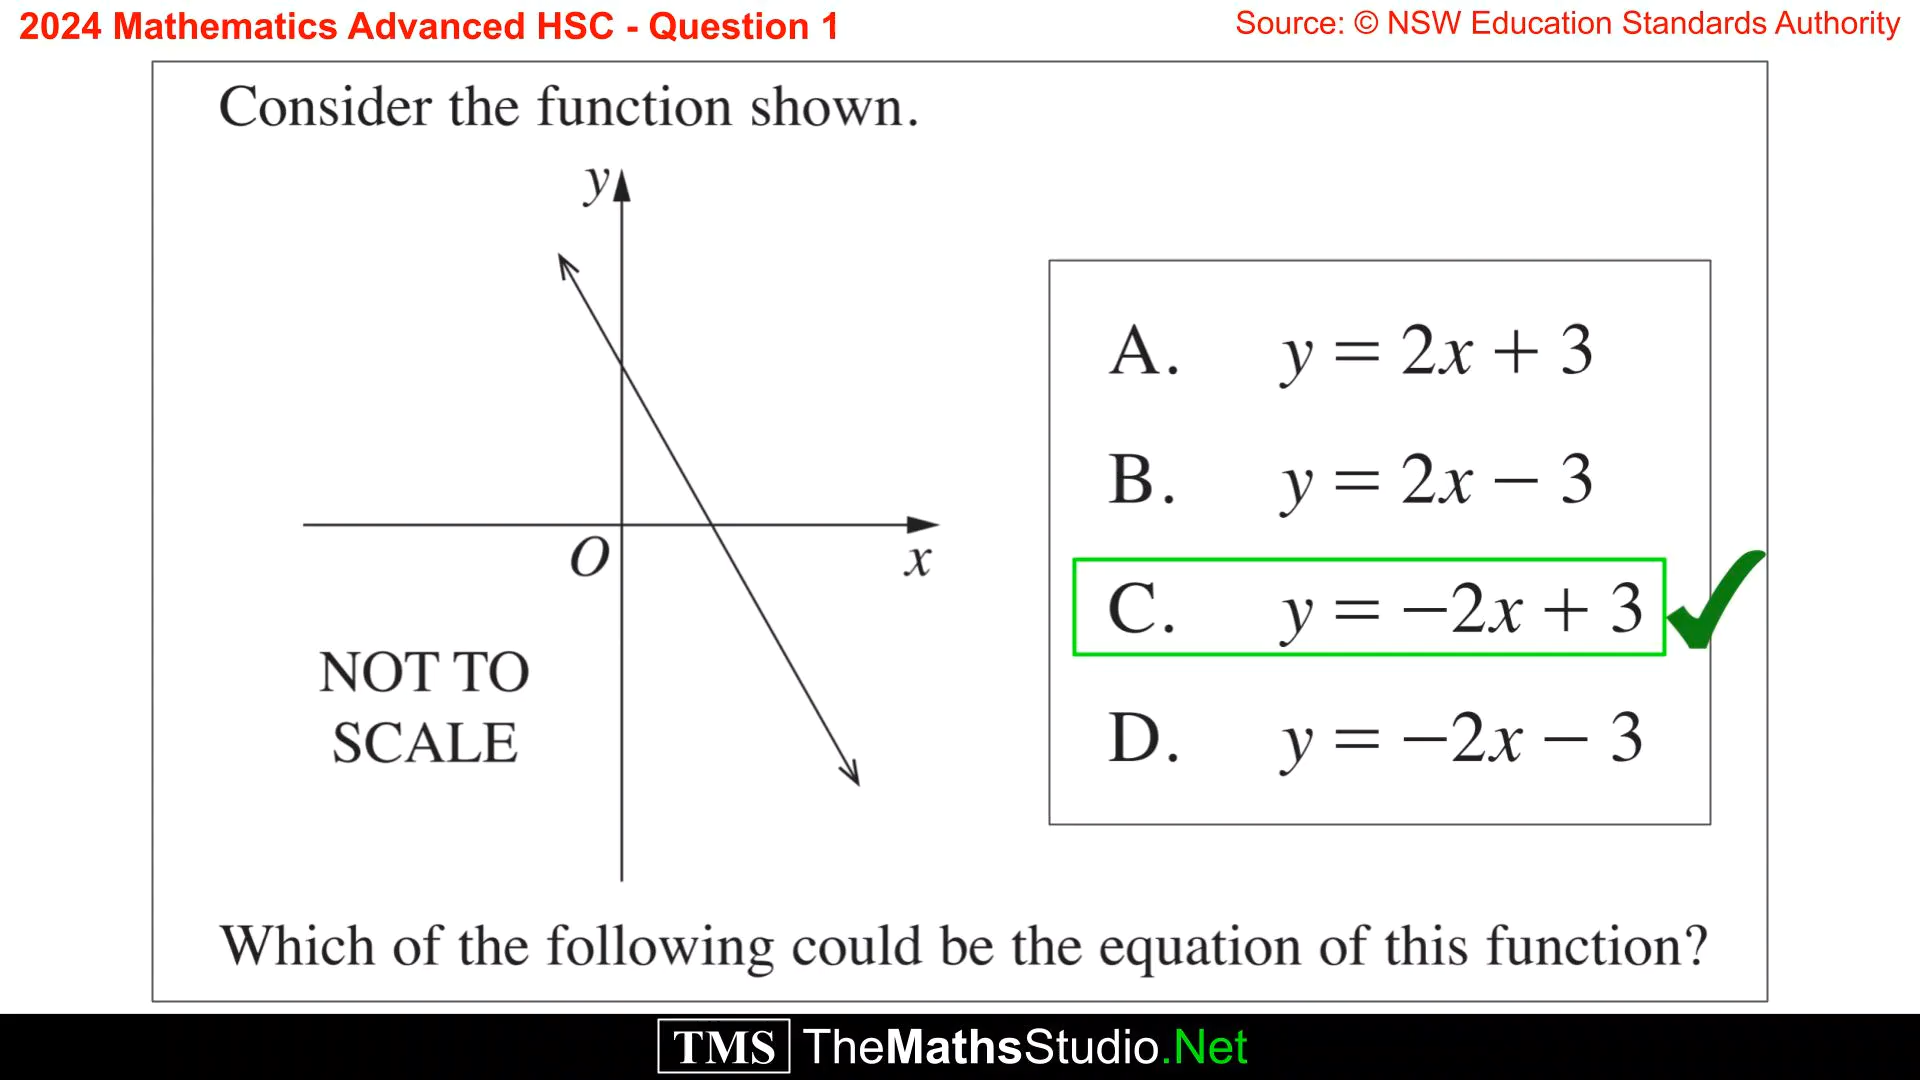 2024 Mathematics Advanced HSC - Question 1
Source: © NSW Education Standards Authority
Consider the function shown.
y
O
x
NOT TO
SCALE
A. y = 2x + 3
B. y = 2x − 3
C. y = −2x + 3
D. y = −2x − 3
Which of the following could be the equation of this function?
TMS TheMathsStudio.Net